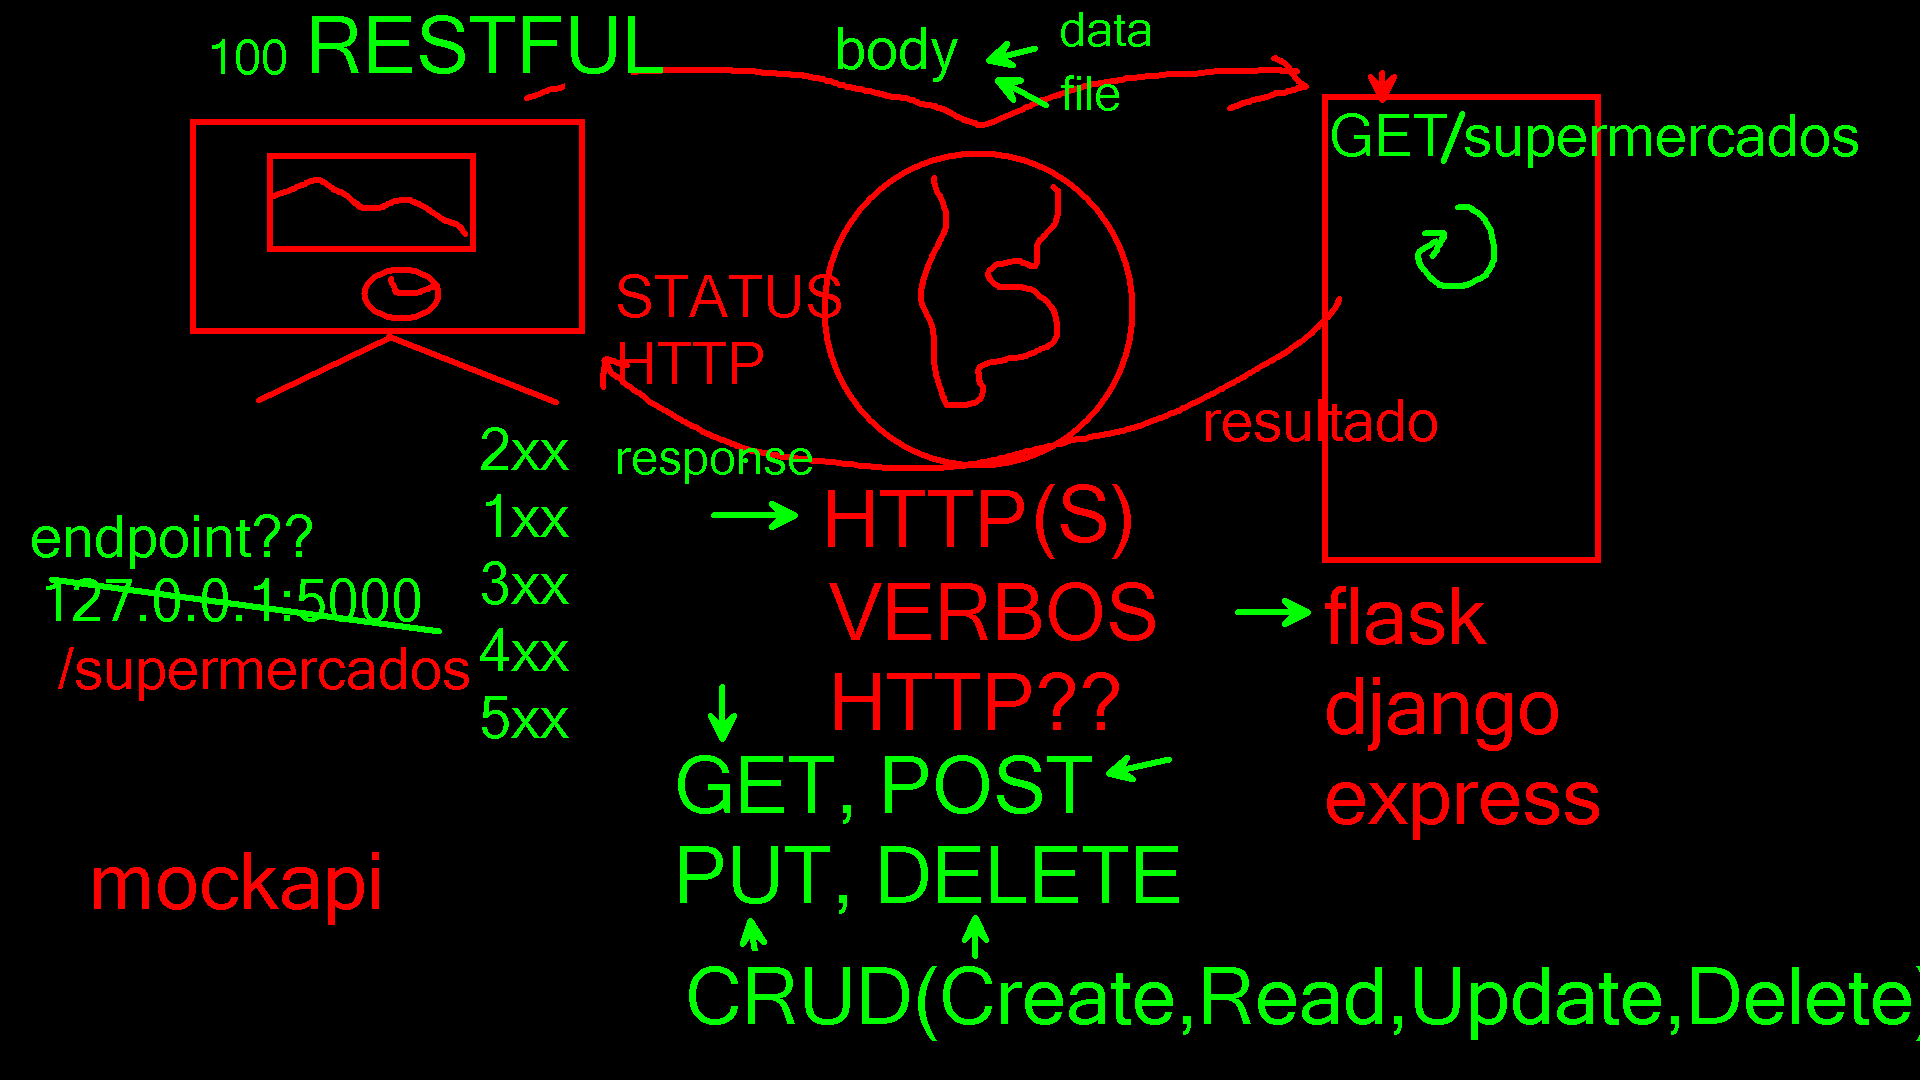 100 RESTFUL
body
data
file
GET/supermercados
STATUS
HTTP
resultado
response
2xx
1xx
3xx
4xx
5xx
endpoint??
127.0.0.1:5000
/supermercados
HTTP(S)
VERBOS
HTTP??
flask
django
express
GET, POST
PUT, DELETE
mockapi
CRUD(Create,Read,Update,Delete)